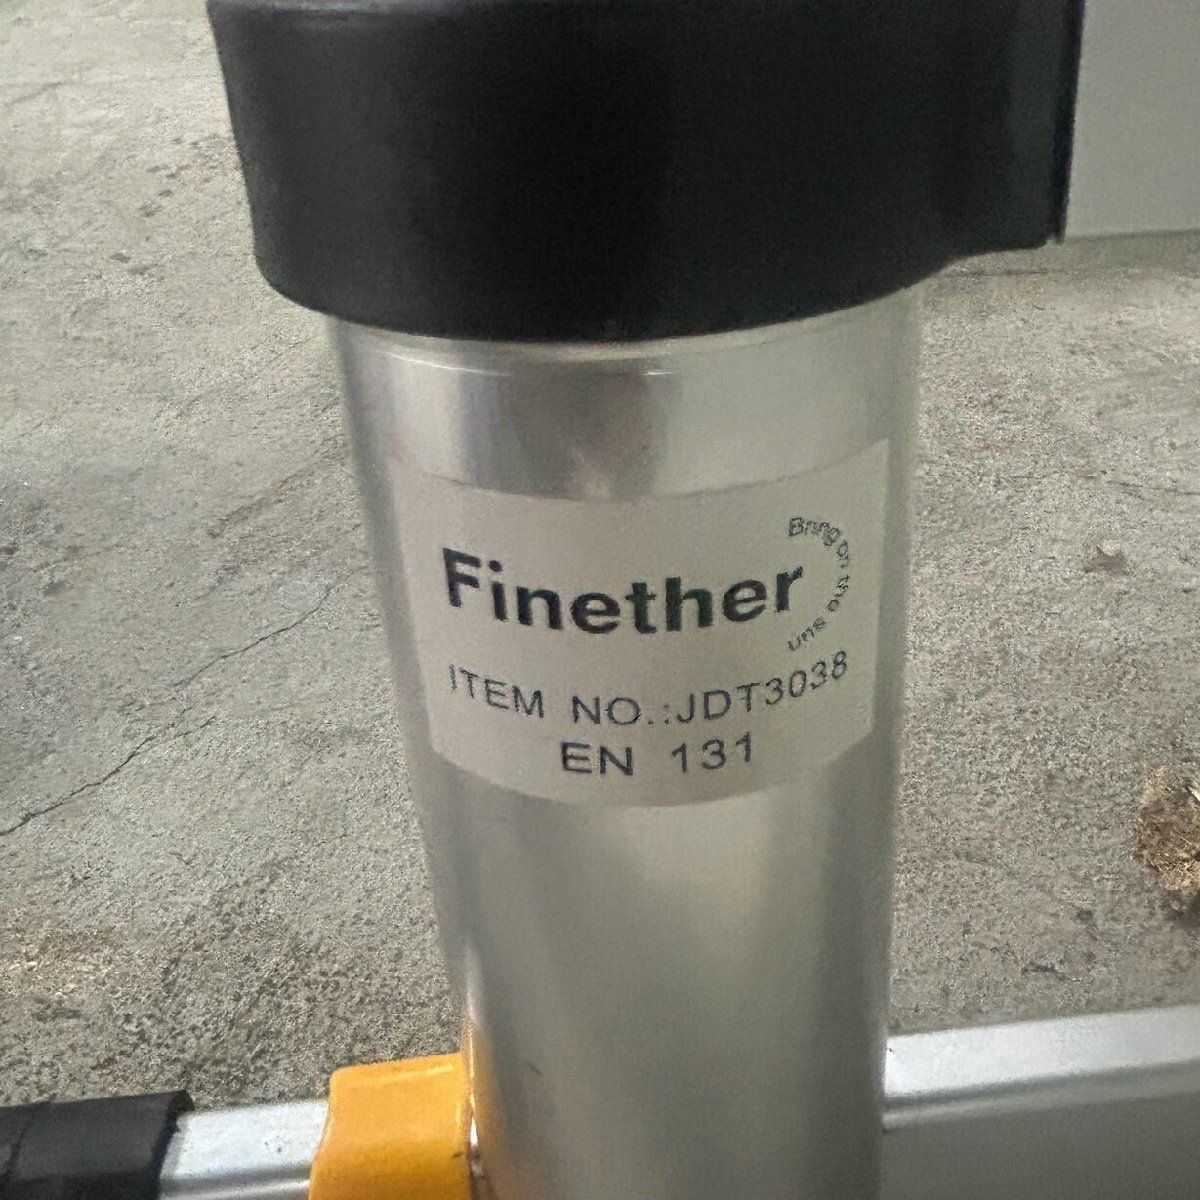 Finether
Bring on the sun
ITEM NO.:JDT3038
EN 131